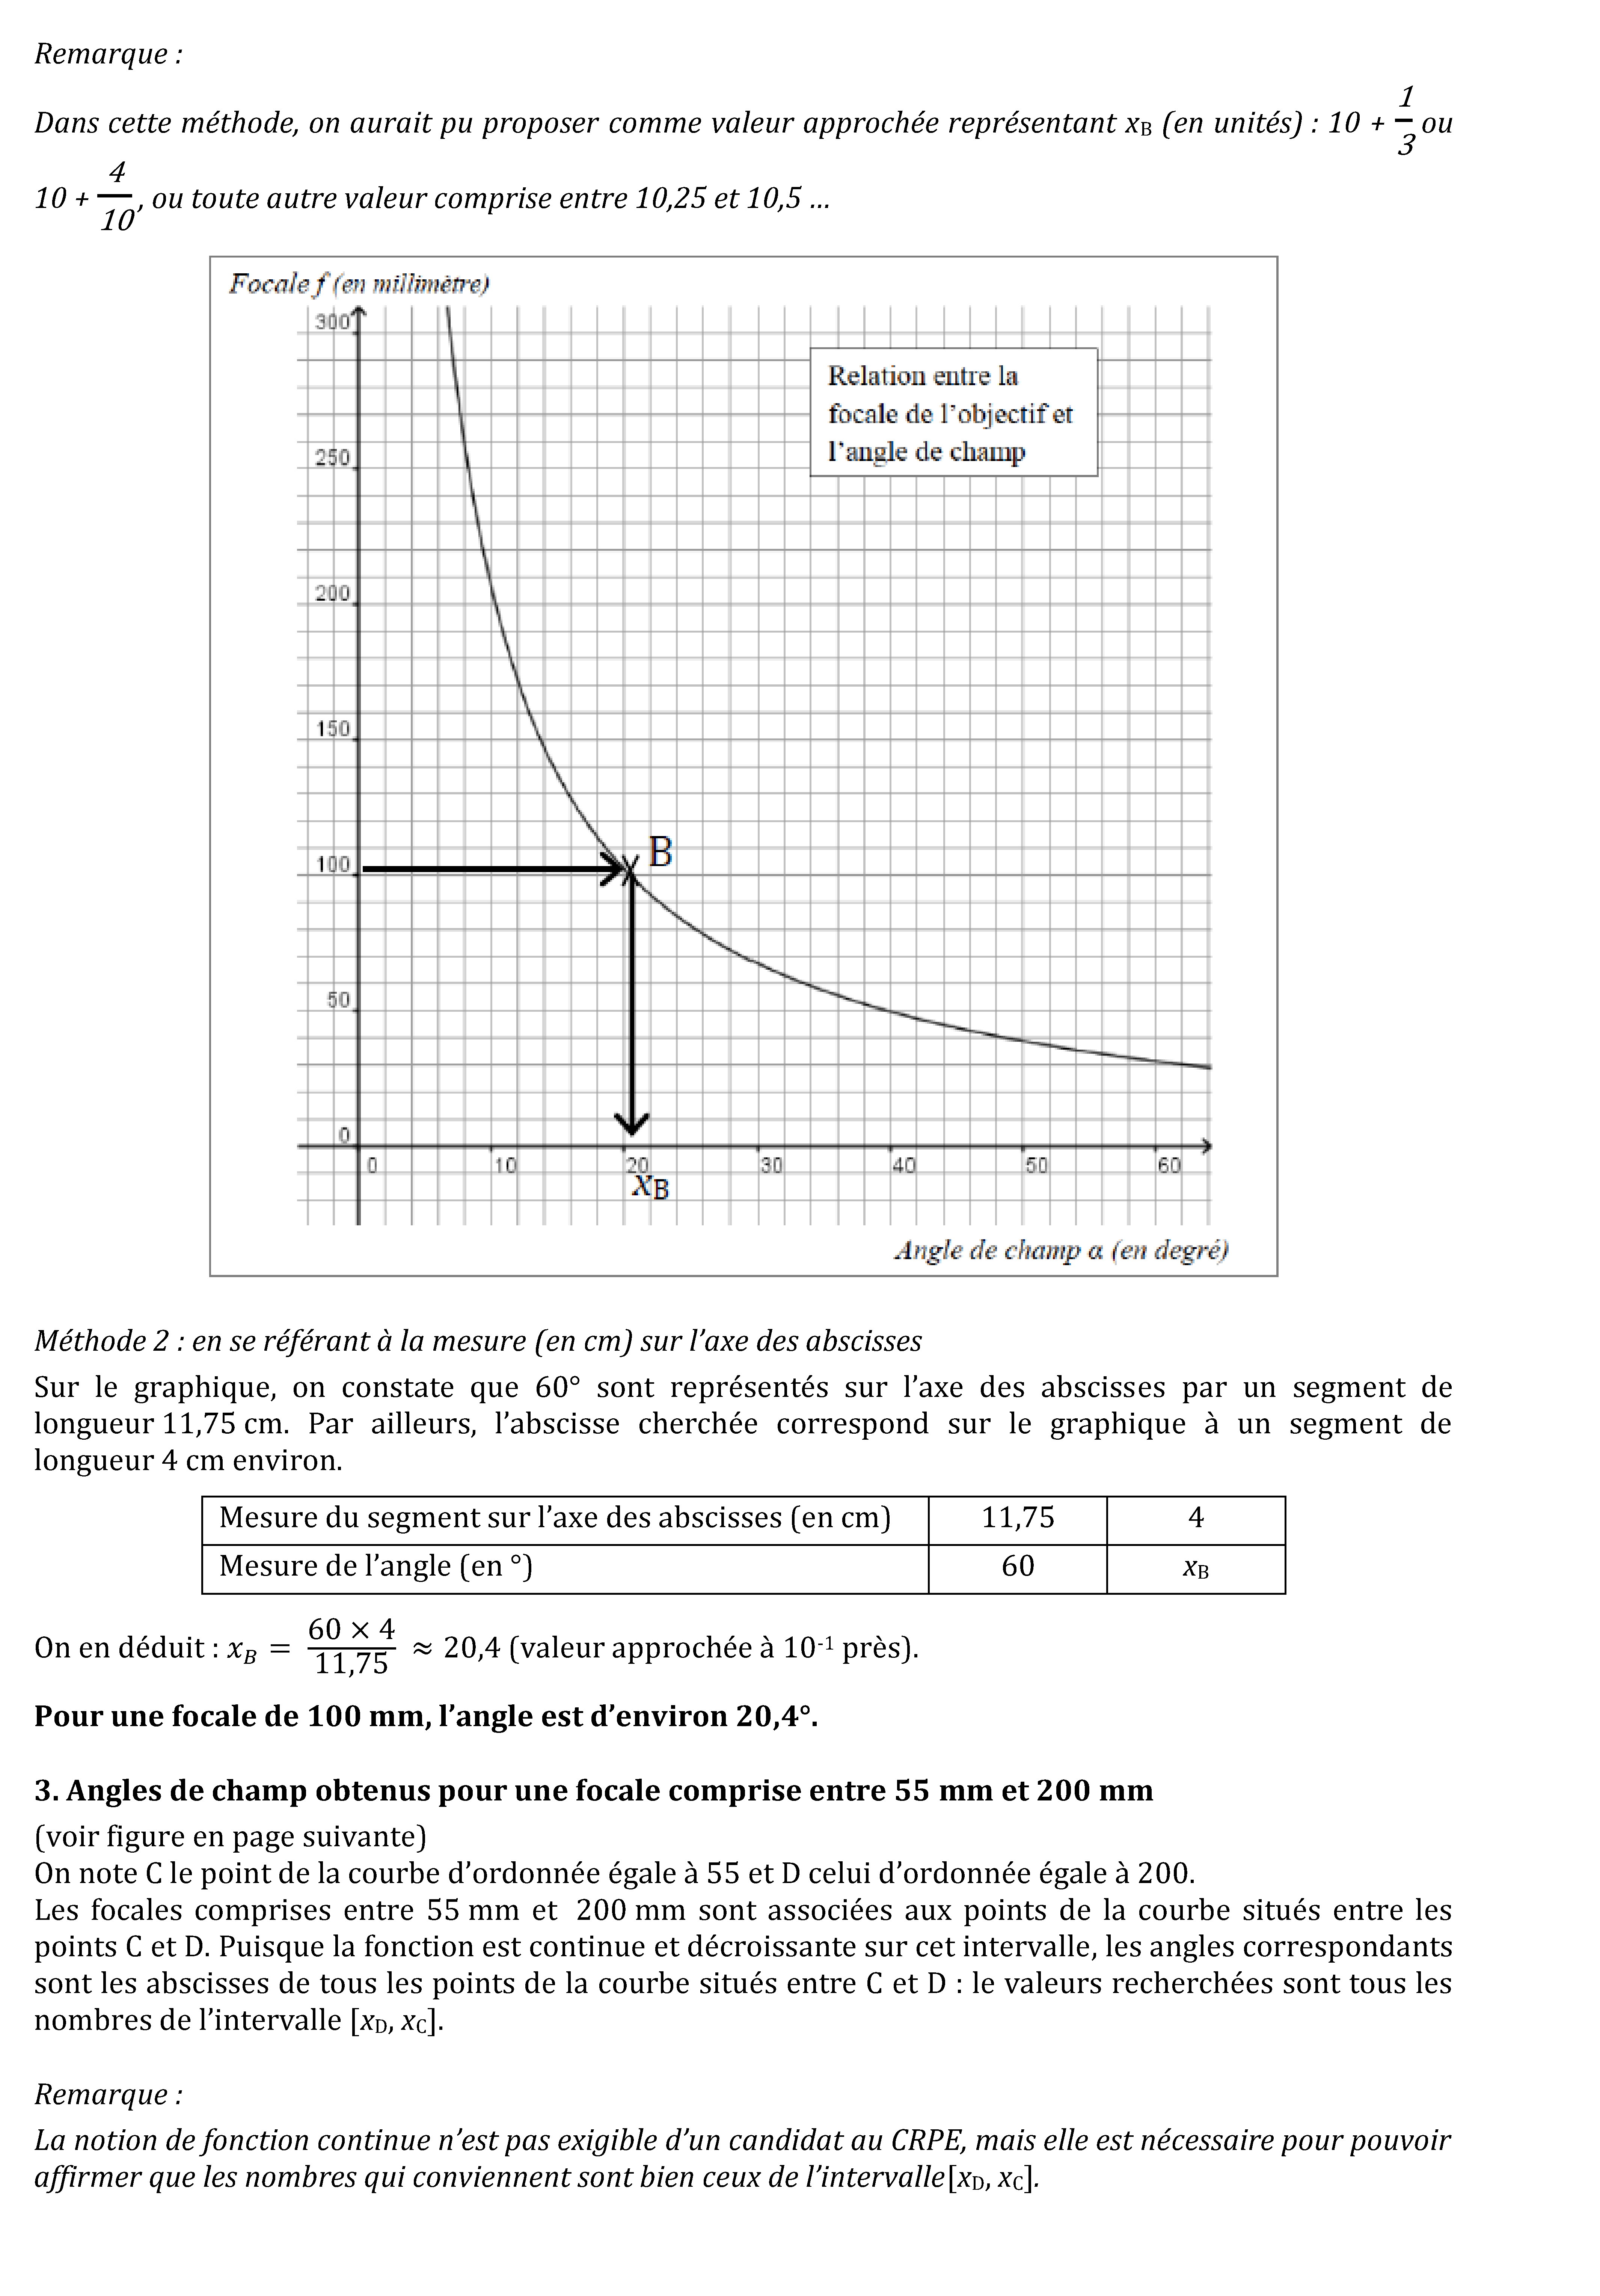 Remarque :
Dans cette méthode, on aurait pu proposer comme valeur approchée représentant xB (en unités) : 10 + 1/3 ou
10 + 4/10, ou toute autre valeur comprise entre 10,25 et 10,5 ...
Focale f (en millimètre)
300
Relation entre la
focale de l'objectif et
l'angle de champ
250
200
150
B
100
50
0
0 10 20 30 40 50 60
xB
Angle de champ α (en degré)
Méthode 2 : en se référant à la mesure (en cm) sur l'axe des abscisses
Sur le graphique, on constate que 60° sont représentés sur l'axe des abscisses par un segment de
longueur 11,75 cm. Par ailleurs, l'abscisse cherchée correspond sur le graphique à un segment de
longueur 4 cm environ.
Mesure du segment sur l'axe des abscisses (en cm) 11,75 4
Mesure de l'angle (en °) 60 xB
On en déduit : xB = 60 × 4 / 11,75 ≈ 20,4 (valeur approchée à 10-1 près).
Pour une focale de 100 mm, l'angle est d'environ 20,4°.
3. Angles de champ obtenus pour une focale comprise entre 55 mm et 200 mm
(voir figure en page suivante)
On note C le point de la courbe d'ordonnée égale à 55 et D celui d'ordonnée égale à 200.
Les focales comprises entre 55 mm et 200 mm sont associées aux points de la courbe situés entre les
points C et D. Puisque la fonction est continue et décroissante sur cet intervalle, les angles correspondants
sont les abscisses de tous les points de la courbe situés entre C et D : le valeurs recherchées sont tous les
nombres de l'intervalle [xD, xC].
Remarque :
La notion de fonction continue n'est pas exigible d'un candidat au CRPE, mais elle est nécessaire pour pouvoir
affirmer que les nombres qui conviennent sont bien ceux de l'intervalle[xD, xC].